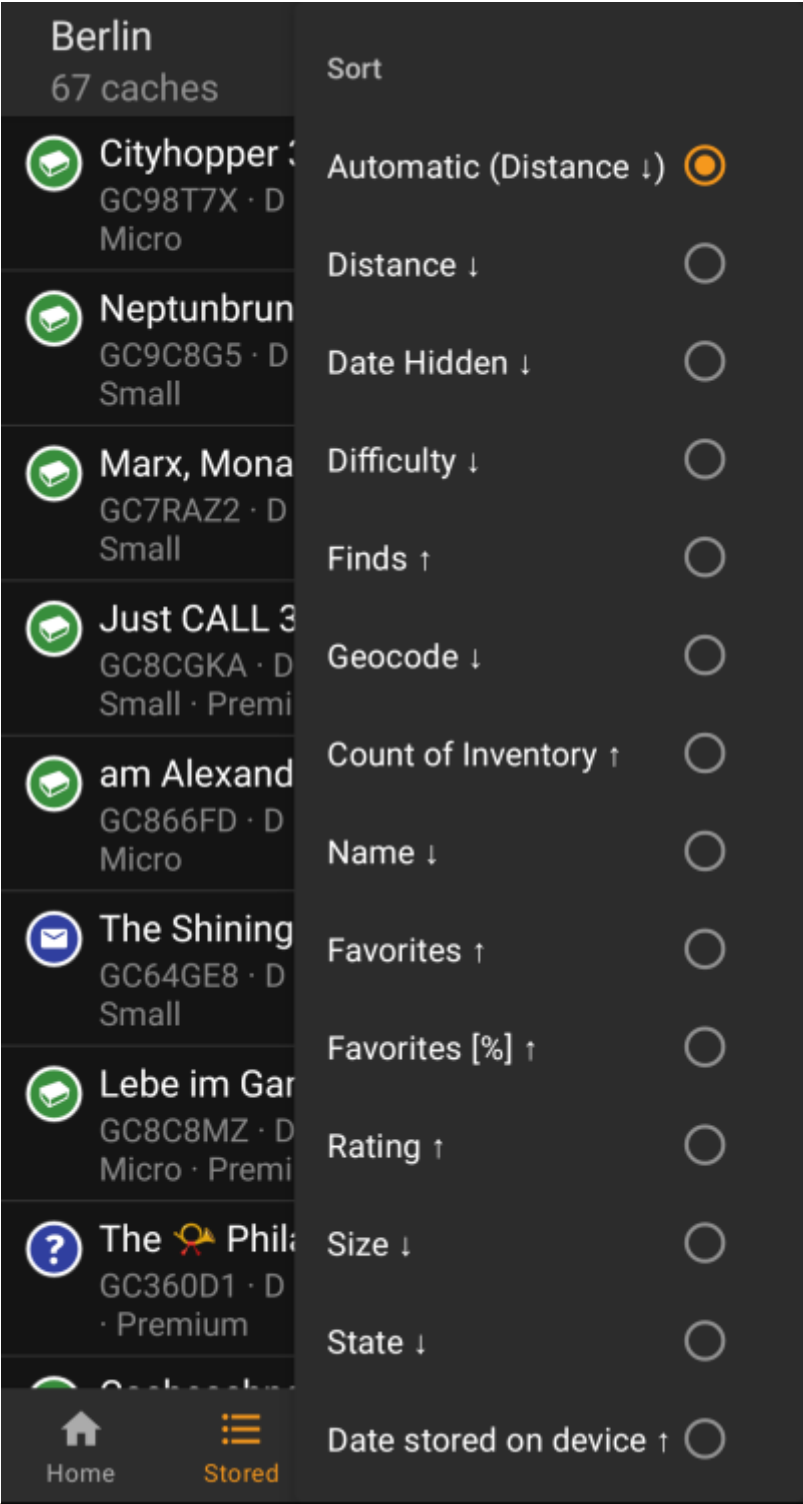 Berlin
67 caches
Cityhopper
GC98T7X · D
Micro
Neptunbrun
GC9C8G5 · D
Small
Marx, Mona
GC7RAZ2 · D
Small
Just CALL 3
GC8CGKA · D
Small · Premi
am Alexand
GC866FD · D
Micro
The Shining
GC64GE8 · D
Small
Lebe im Gar
GC8C8MZ · D
Micro · Premi
The 📯 Phila
GC360D1 · D
· Premium
Home
Stored
Sort
Automatic (Distance ↓)
Distance ↓
Date Hidden ↓
Difficulty ↓
Finds ↑
Geocode ↓
Count of Inventory ↑
Name ↓
Favorites ↑
Favorites [%] ↑
Rating ↑
Size ↓
State ↓
Date stored on device ↑